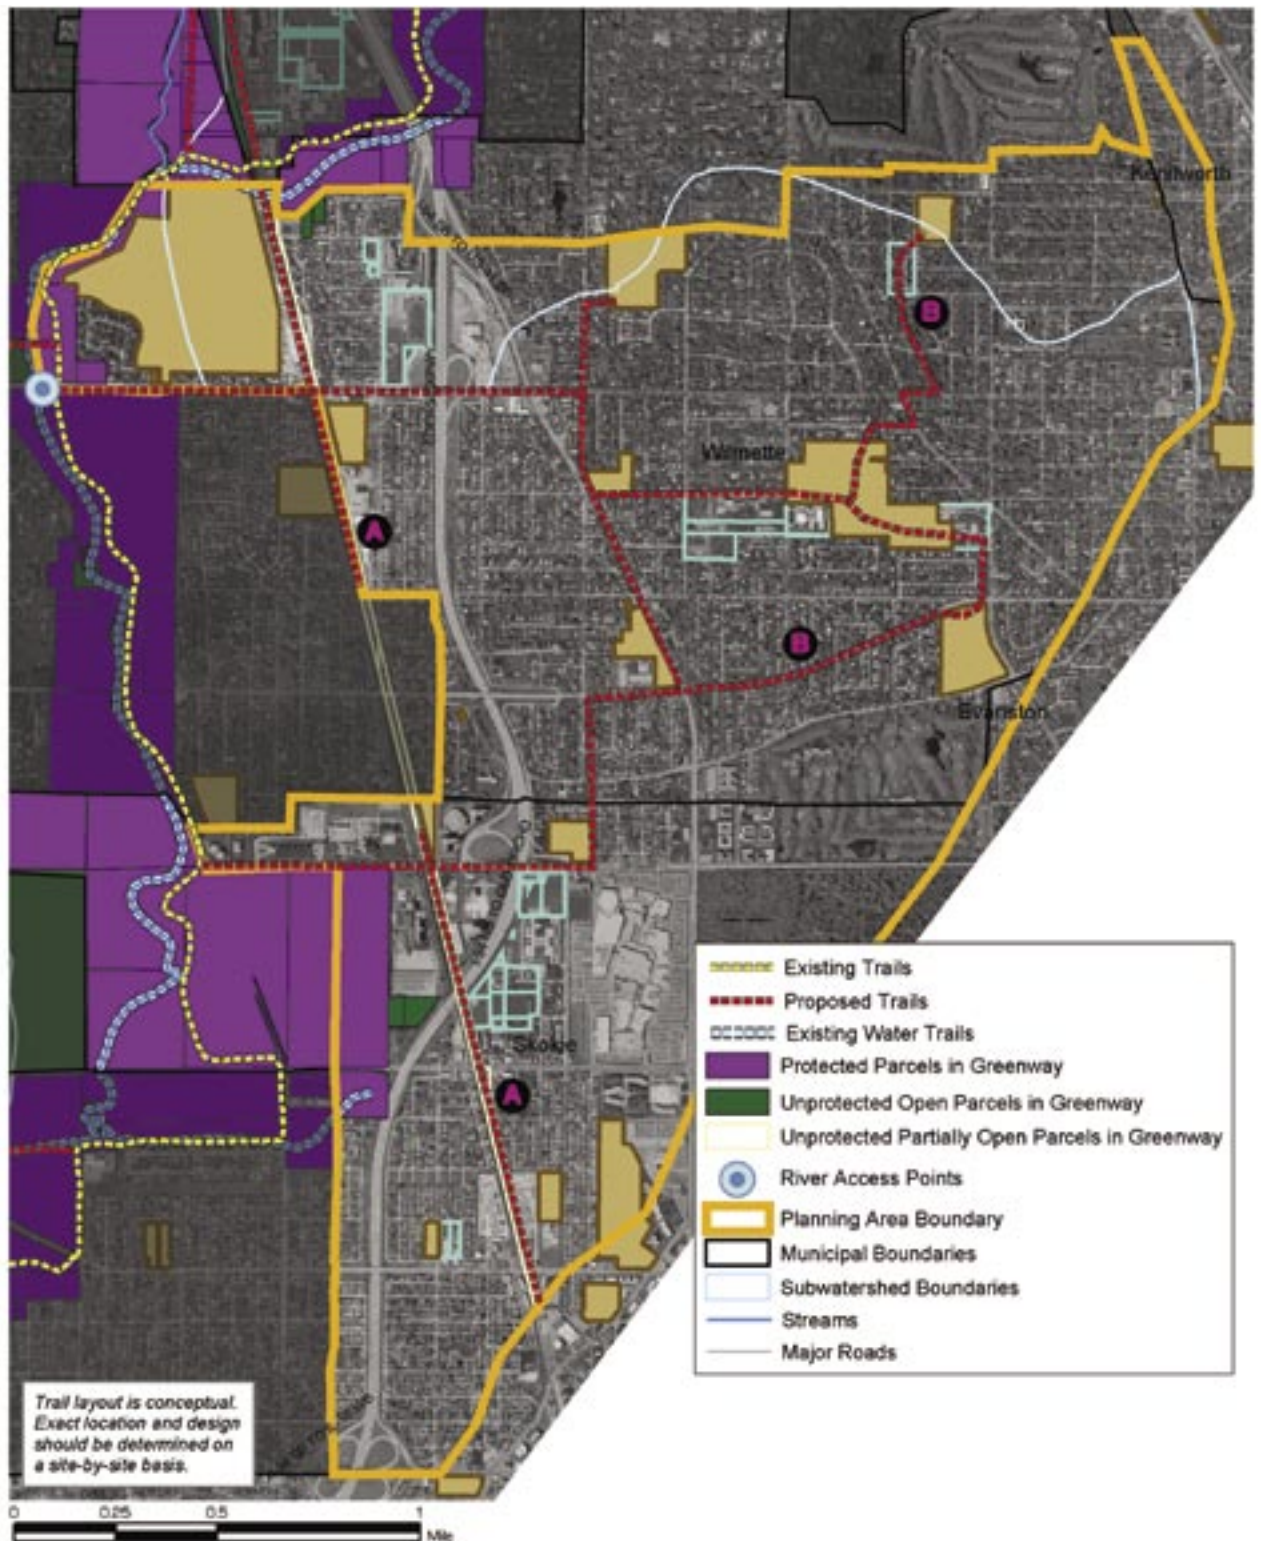 Kenilworth
B
Wilmette
A
B
Evanston
Skokie
A
Existing Trails
Proposed Trails
Existing Water Trails
Protected Parcels in Greenway
Unprotected Open Parcels in Greenway
Unprotected Partially Open Parcels in Greenway
River Access Points
Planning Area Boundary
Municipal Boundaries
Subwatershed Boundaries
Streams
Major Roads
Trail layout is conceptual.
Exact location and design
should be determined on
a site-by-site basis.
0 0.25 0.5 1
Mile